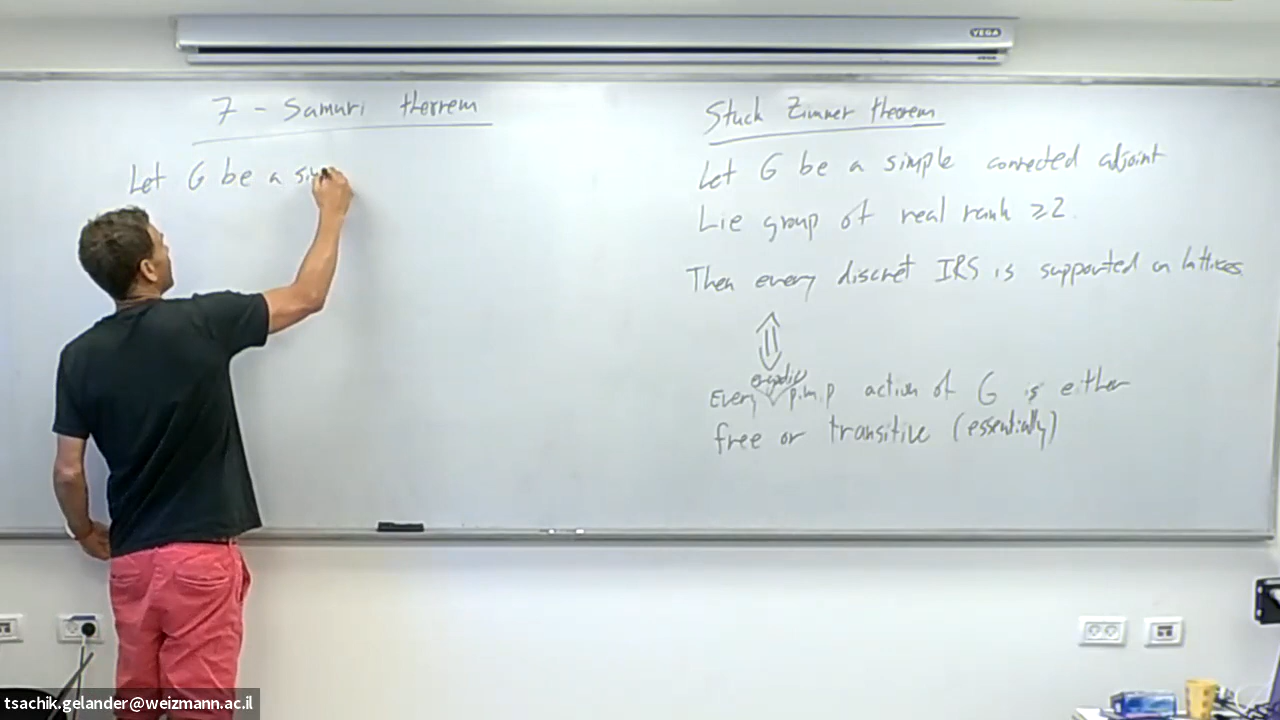 VEGA
7 - Samuri therrem
Let G be a sim
Stuck Zimmer theorem
Let G be a simple connected adjoint
Lie group of real rank ≥2.
Then every discret IRS is supported on lattices
⇕
ergodic
Every p.m.p action of G is either
free or transitive (essentially)
tsachik.gelander@weizmann.ac.il